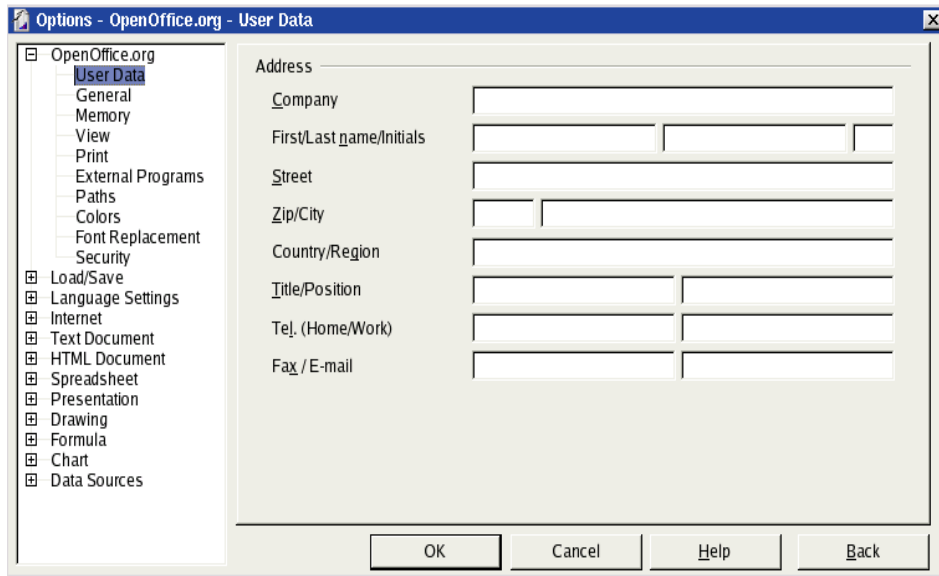 Options - OpenOffice.org - User Data
OpenOffice.org
User Data
General
Memory
View
Print
External Programs
Paths
Colors
Font Replacement
Security
Load/Save
Language Settings
Internet
Text Document
HTML Document
Spreadsheet
Presentation
Drawing
Formula
Chart
Data Sources
Address
Company
First/Last name/Initials
Street
Zip/City
Country/Region
Title/Position
Tel. (Home/Work)
Fax / E-mail
OK Cancel Help Back